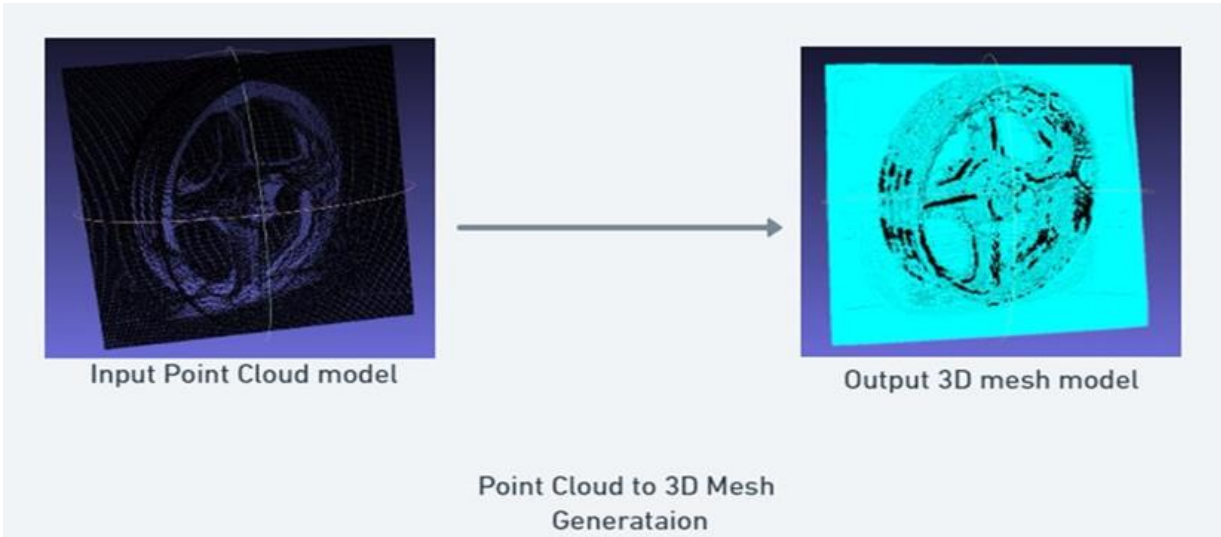 Input Point Cloud model
Output 3D mesh model
Point Cloud to 3D Mesh
Generataion